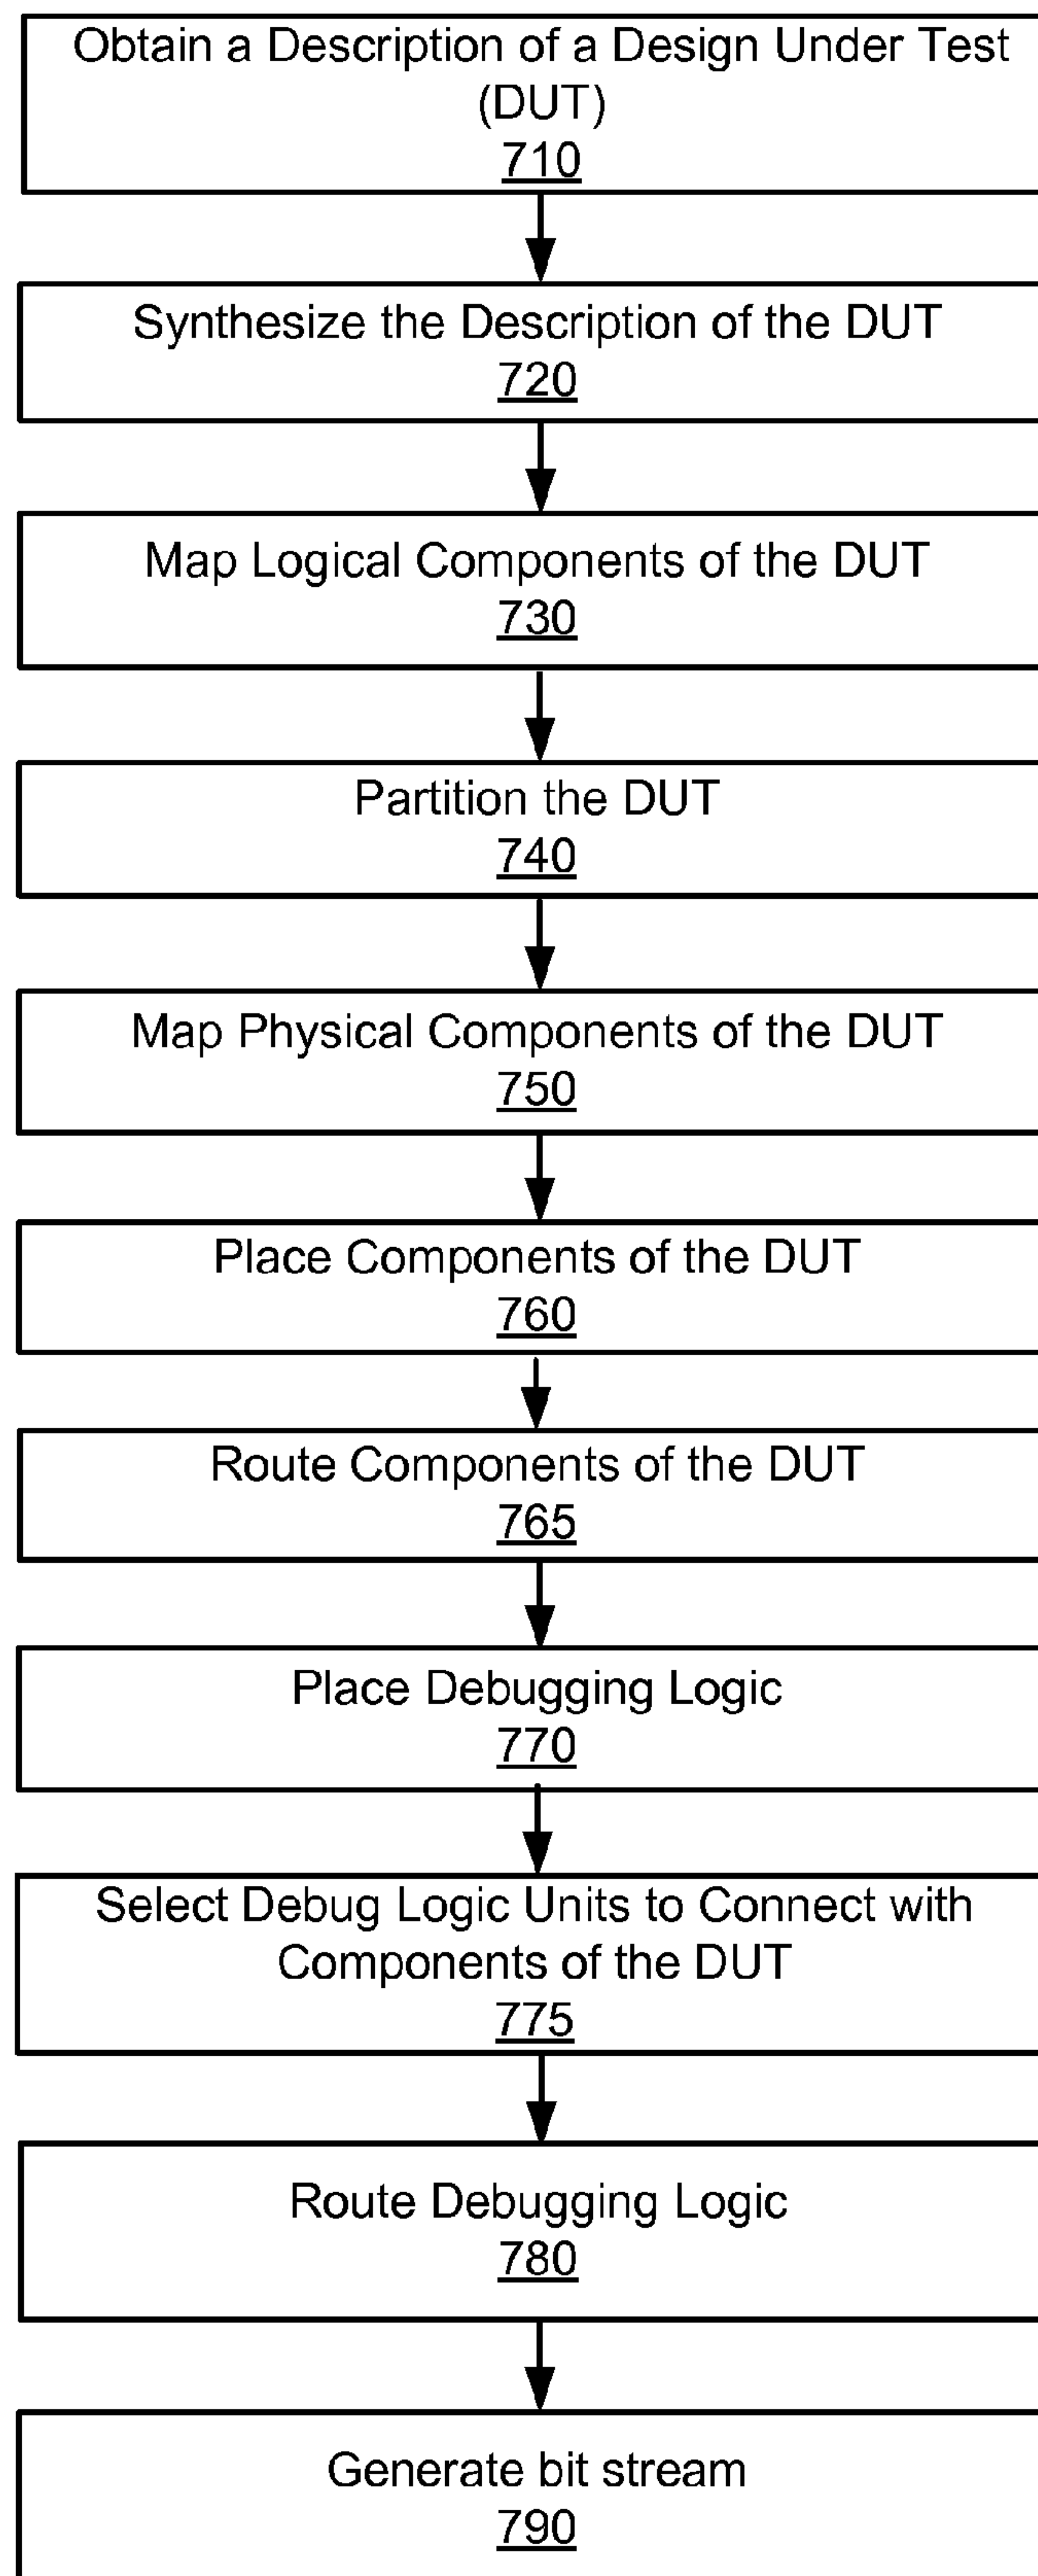 Obtain a Description of a Design Under Test
(DUT)
710
Synthesize the Description of the DUT
720
Map Logical Components of the DUT
730
Partition the DUT
740
Map Physical Components of the DUT
750
Place Components of the DUT
760
Route Components of the DUT
765
Place Debugging Logic
770
Select Debug Logic Units to Connect with
Components of the DUT
775
Route Debugging Logic
780
Generate bit stream
790